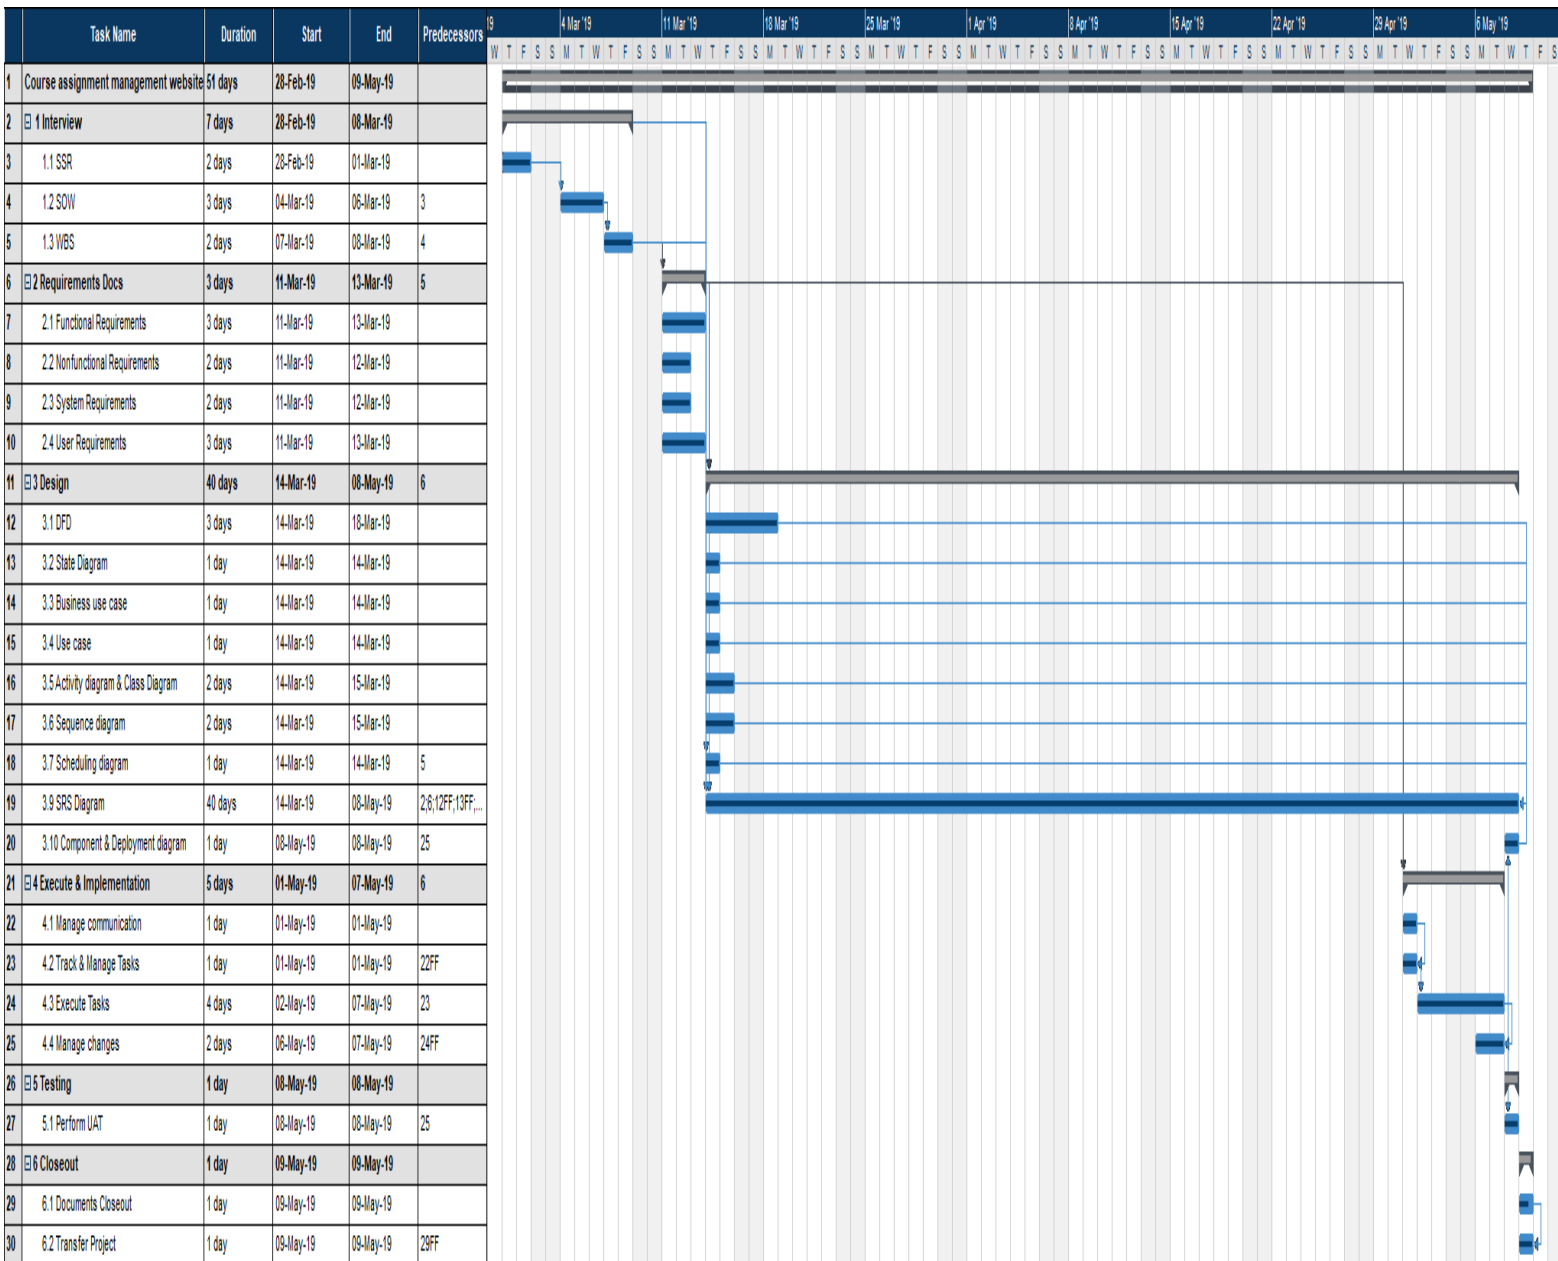 Task Name Duration Start End Predecessors
19 4 Mar '19 11 Mar '19 18 Mar '19 25 Mar '19 1 Apr '19 8 Apr '19 15 Apr '19 22 Apr '19 29 Apr '19 6 May '19
W T F S S M T W T F S S M T W T F S S M T W T F S S M T W T F S S M T W T F S S M T W T F S S M T W T F S S M T W T F S S M T W T F S S M T W T F S
1 Course assignment management website 51 days 28-Feb-19 09-May-19
2 1 Interview 7 days 28-Feb-19 08-Mar-19
3 1.1 SSR 2 days 28-Feb-19 01-Mar-19
4 1.2 SOW 3 days 04-Mar-19 06-Mar-19 3
5 1.3 WBS 2 days 07-Mar-19 08-Mar-19 4
6 2 Requirements Docs 3 days 11-Mar-19 13-Mar-19 5
7 2.1 Functional Requirements 3 days 11-Mar-19 13-Mar-19
8 2.2 Nonfunctional Requirements 2 days 11-Mar-19 12-Mar-19
9 2.3 System Requirements 2 days 11-Mar-19 12-Mar-19
10 2.4 User Requirements 3 days 11-Mar-19 13-Mar-19
11 3 Design 40 days 14-Mar-19 08-May-19 6
12 3.1 DFD 3 days 14-Mar-19 18-Mar-19
13 3.2 State Diagram 1 day 14-Mar-19 14-Mar-19
14 3.3 Business use case 1 day 14-Mar-19 14-Mar-19
15 3.4 Use case 1 day 14-Mar-19 14-Mar-19
16 3.5 Activity diagram & Class Diagram 2 days 14-Mar-19 15-Mar-19
17 3.6 Sequence diagram 2 days 14-Mar-19 15-Mar-19
18 3.7 Scheduling diagram 1 day 14-Mar-19 14-Mar-19 5
19 3.9 SRS Diagram 40 days 14-Mar-19 08-May-19 2;6;12FF;13FF;...
20 3.10 Component & Deployment diagram 1 day 08-May-19 08-May-19 25
21 4 Execute & Implementation 5 days 01-May-19 07-May-19 6
22 4.1 Manage communication 1 day 01-May-19 01-May-19
23 4.2 Track & Manage Tasks 1 day 01-May-19 01-May-19 22FF
24 4.3 Execute Tasks 4 days 02-May-19 07-May-19 23
25 4.4 Manage changes 2 days 06-May-19 07-May-19 24FF
26 5 Testing 1 day 08-May-19 08-May-19
27 5.1 Perform UAT 1 day 08-May-19 08-May-19 25
28 6 Closeout 1 day 09-May-19 09-May-19
29 6.1 Documents Closeout 1 day 09-May-19 09-May-19
30 6.2 Transfer Project 1 day 09-May-19 09-May-19 29FF